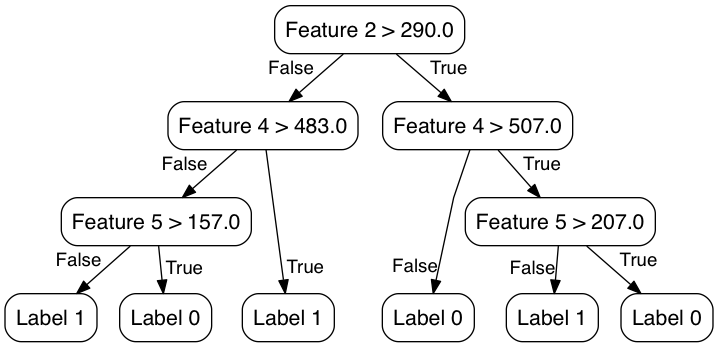 Feature 2 > 290.0
False
True
Feature 4 > 483.0
Feature 4 > 507.0
False
True
Feature 5 > 157.0
Feature 5 > 207.0
False
True
True
False
False
True
Label 1
Label 0
Label 1
Label 0
Label 1
Label 0